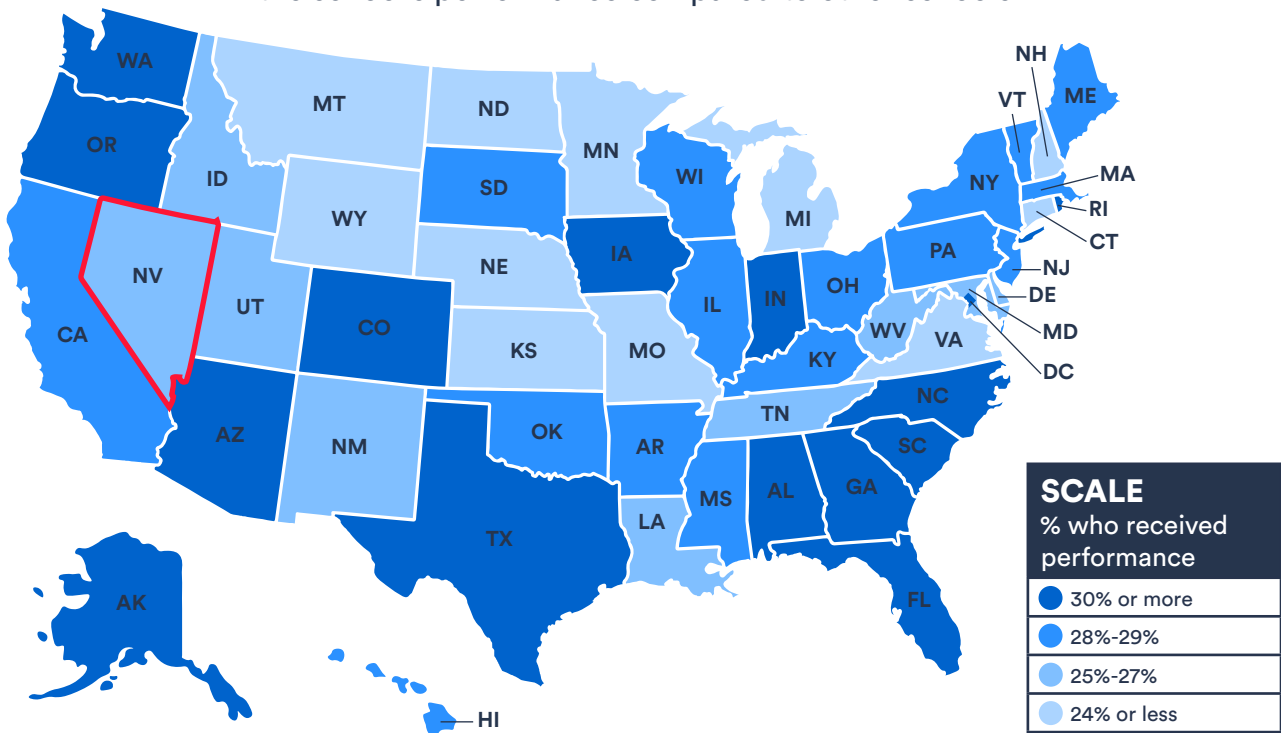 WA
MT
ND
OR
ID
MN
SD
WI
WY
NV
UT
NE
IA
CA
CO
KS
MO
IL
IN
OH
MI
KY
WV
VA
PA
NY
VT
NH
ME
MA
RI
CT
NJ
DE
MD
DC
AZ
NM
OK
AR
TN
NC
SC
MS
AL
GA
LA
TX
FL
AK
HI
SCALE
% who received
performance
30% or more
28%-29%
25%-27%
24% or less